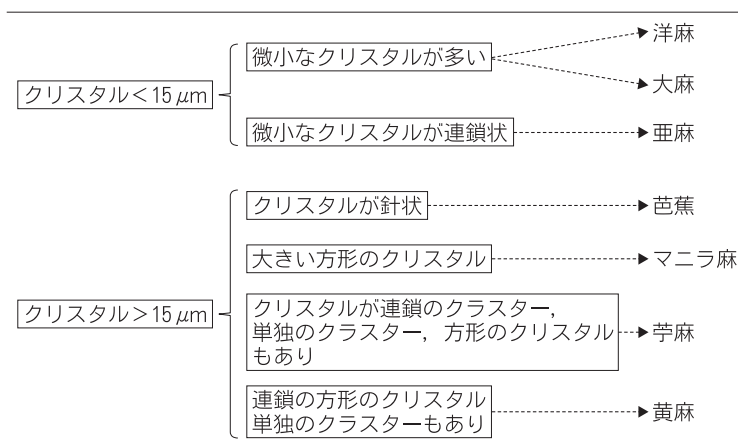 クリスタル＜15μm
微小なクリスタルが多い
洋麻
大麻
微小なクリスタルが連鎖状
亜麻
クリスタル＞15μm
クリスタルが針状
芭蕉
大きい方形のクリスタル
マニラ麻
クリスタルが連鎖のクラスター，
単独のクラスター，方形のクリスタル
もあり
苧麻
連鎖の方形のクリスタル
単独のクラスターもあり
黄麻